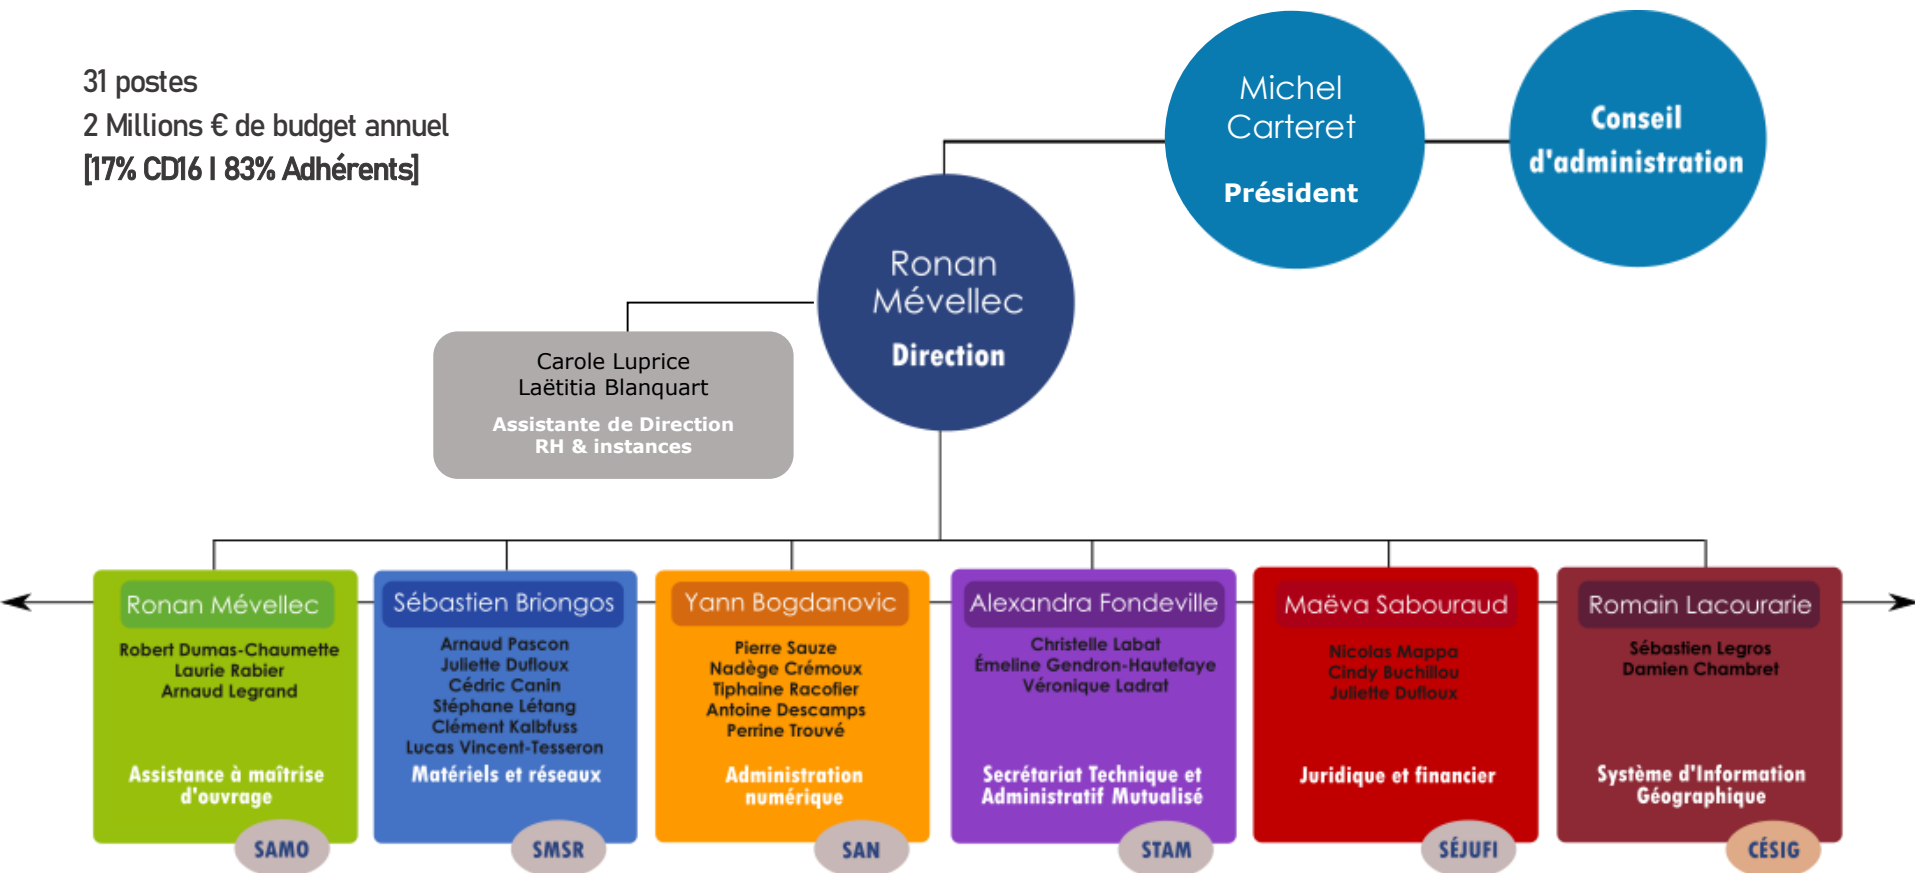 31 postes
2 Millions € de budget annuel
[17% CD16 I 83% Adhérents]
Michel
Carteret
Président
Conseil
d'administration
Ronan
Mévellec
Direction
Carole Luprice
Laëtitia Blanquart
Assistante de Direction
RH & instances
Ronan Mévellec
Robert Dumas-Chaumette
Laurie Rabier
Arnaud Legrand
Assistance à maîtrise
d'ouvrage
SAMO
Sébastien Briongos
Arnaud Pascon
Juliette Dufloux
Cédric Canin
Stéphane Létang
Clément Kalbfuss
Lucas Vincent-Tesseron
Matériels et réseaux
SMSR
Yann Bogdanovic
Pierre Sauze
Nadège Crémoux
Tiphaine Racofier
Antoine Descamps
Perrine Trouvé
Administration
numérique
SAN
Alexandra Fondeville
Christelle Labat
Émeline Gendron-Hautefaye
Véronique Ladrat
Secrétariat Technique et
Administratif Mutualisé
STAM
Maëva Sabouraud
Nicolas Mappa
Cindy Buchillou
Juliette Dufloux
Juridique et financier
SÉJUFI
Romain Lacourarie
Sébastien Legros
Damien Chambret
Système d'Information
Géographique
CÉSIG